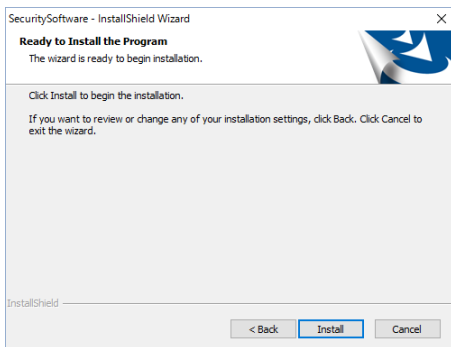 SecuritySoftware - InstallShield Wizard
Ready to Install the Program
The wizard is ready to begin installation.
Click Install to begin the installation.
If you want to review or change any of your installation settings, click Back. Click Cancel to
exit the wizard.
InstallShield
< Back Install Cancel